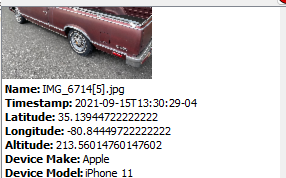 Name: IMG_6714[5].jpg
Timestamp: 2021-09-15T13:30:29-04
Latitude: 35.13944722222222
Longitude: -80.84449722222222
Altitude: 213.56014760147602
Device Make: Apple
Device Model: iPhone 11